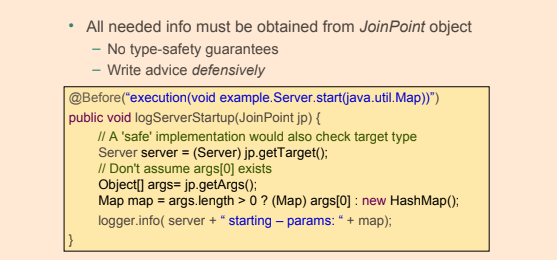 • All needed info must be obtained from JoinPoint object
– No type-safety guarantees
– Write advice defensively
@Before(“execution(void example.Server.start(java.util.Map))”)
public void logServerStartup(JoinPoint jp) {
// A 'safe' implementation would also check target type
Server server = (Server) jp.getTarget();
// Don't assume args[0] exists
Object[] args= jp.getArgs();
Map map = args.length > 0 ? (Map) args[0] : new HashMap();
logger.info( server + “ starting – params: “ + map);
}